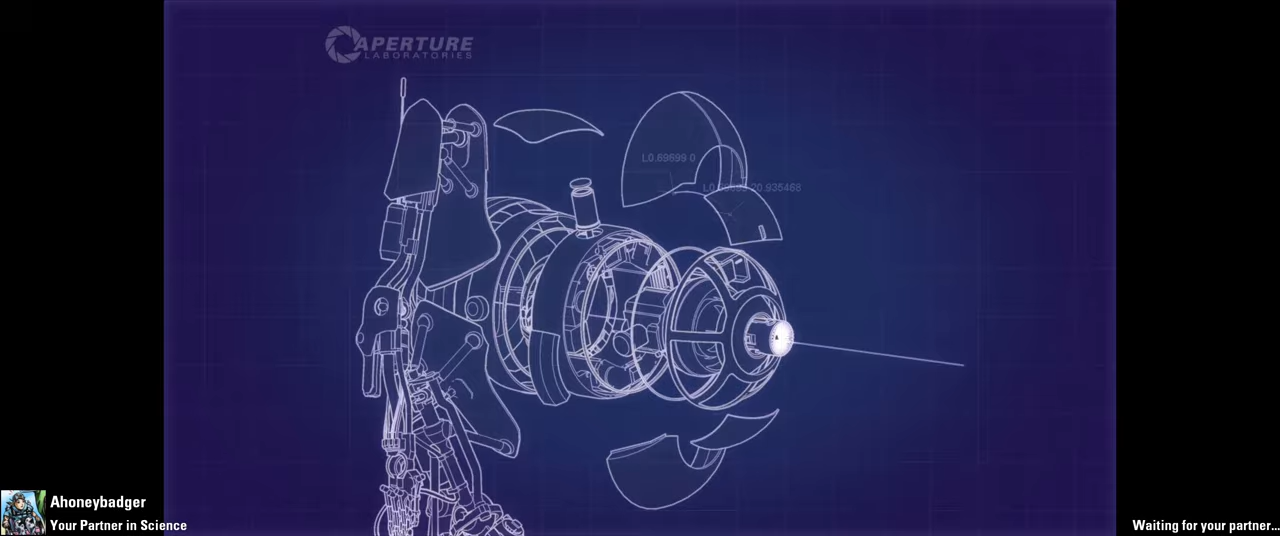 APERTURE
LABORATORIES
L0.69699 0
Ahoneybadger
Your Partner in Science
Waiting for your partner...